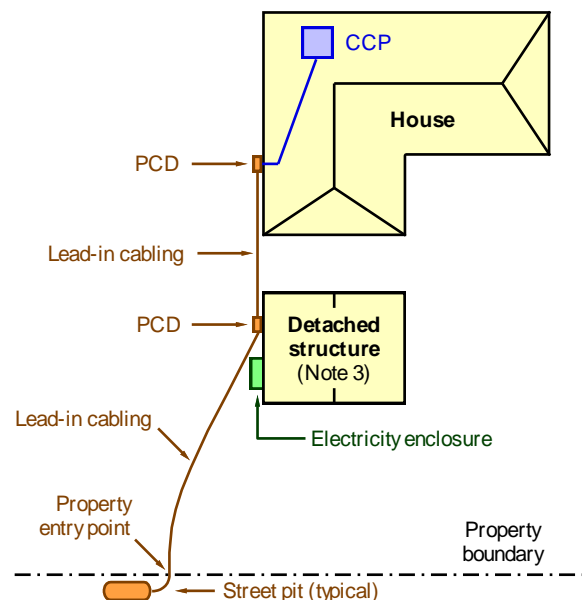 CCP
House
PCD
Lead-in cabling
PCD
Detached
structure
(Note 3)
Lead-in cabling
Electricity enclosure
Property
entry point
Property
boundary
Street pit (typical)